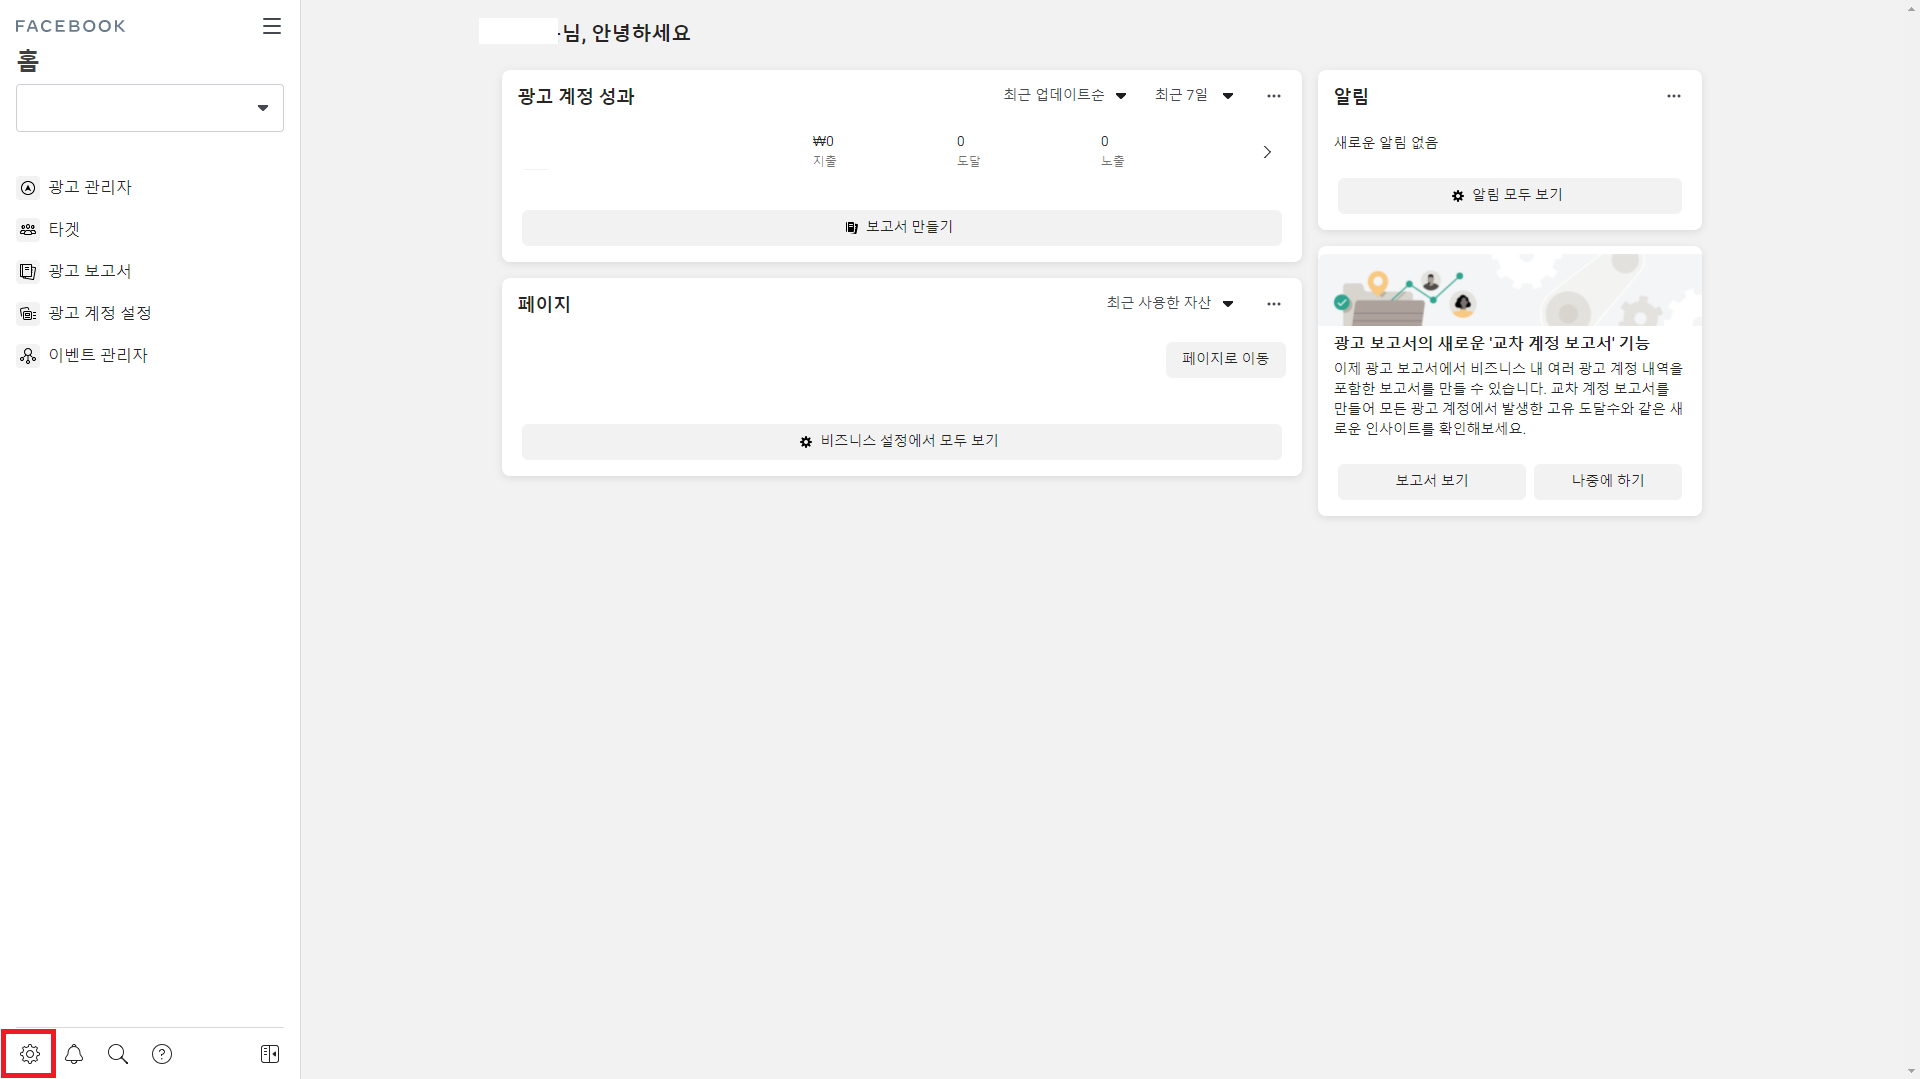 FACEBOOK
홈
광고 관리자
타겟
광고 보고서
광고 계정 설정
이벤트 관리자
님, 안녕하세요
광고 계정 성과
최근 업데이트순
최근 7일
₩0
지출
0
도달
0
노출
보고서 만들기
페이지
최근 사용한 자산
페이지로 이동
비즈니스 설정에서 모두 보기
알림
새로운 알림 없음
알림 모두 보기
광고 보고서의 새로운 '교차 계정 보고서' 기능
이제 광고 보고서에서 비즈니스 내 여러 광고 계정 내역을
포함한 보고서를 만들 수 있습니다. 교차 계정 보고서를
만들어 모든 광고 계정에서 발생한 고유 도달수와 같은 새
로운 인사이트를 확인해보세요.
보고서 보기
나중에 하기